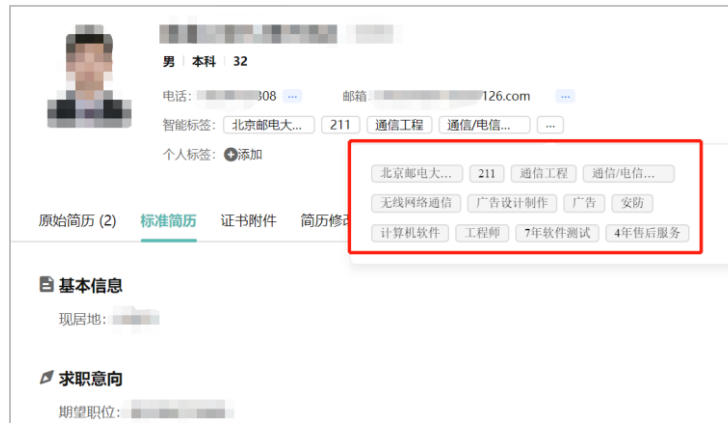 男 本科 32
电话: 308 ... 邮箱: 126.com ...
智能标签: 北京邮电大... 211 通信工程 通信/电信... ...
个人标签: 添加
北京邮电大... 211 通信工程 通信/电信...
无线网络通信 广告设计制作 广告 安防
计算机软件 工程师 7年软件测试 4年售后服务
原始简历 (2) 标准简历 证书附件 简历修改
基本信息
现居地:
求职意向
期望职位: